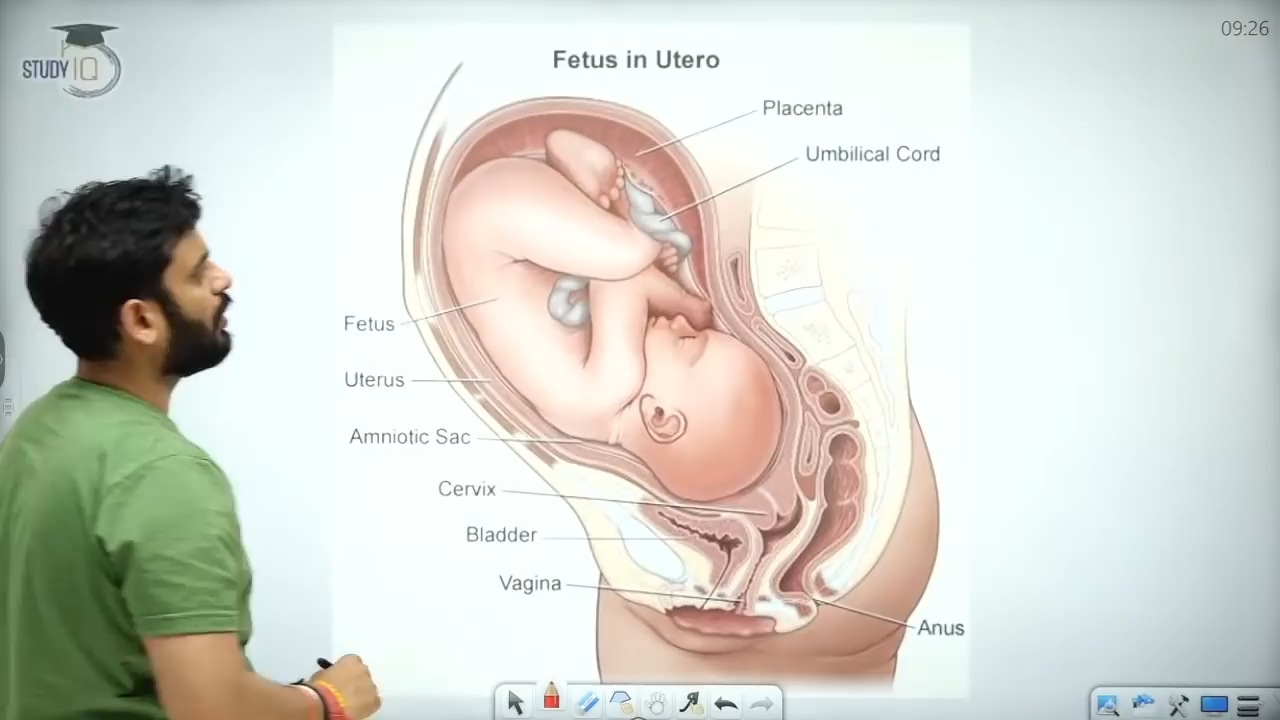 STUDY IQ
09:26
Fetus in Utero
Placenta
Umbilical Cord
Fetus
Uterus
Amniotic Sac
Cervix
Bladder
Vagina
Anus